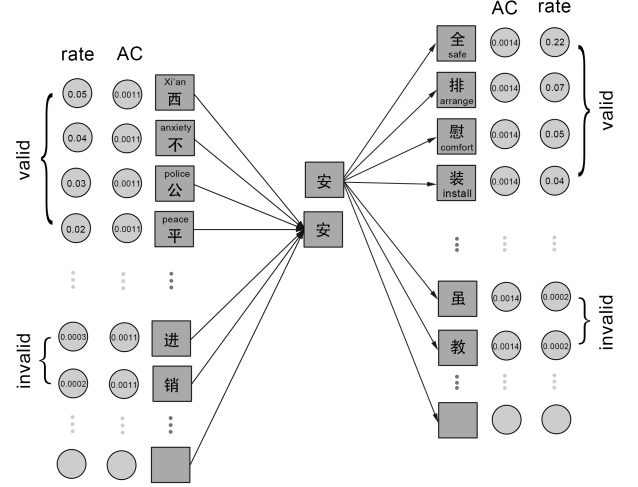 AC rate
全
safe
0.0014 0.22
排
arrange
0.0014 0.07
慰
comfort
0.0014 0.05
装
install
0.0014 0.04
valid
虽
0.0014 0.0002
教
0.0014 0.0002
invalid
安
安
rate AC
0.05 0.0011
Xi'an
西
0.04 0.0011
anxiety
不
0.03 0.0011
police
公
0.02 0.0011
peace
平
valid
0.0003 0.0011 进
0.0002 0.0011 销
invalid